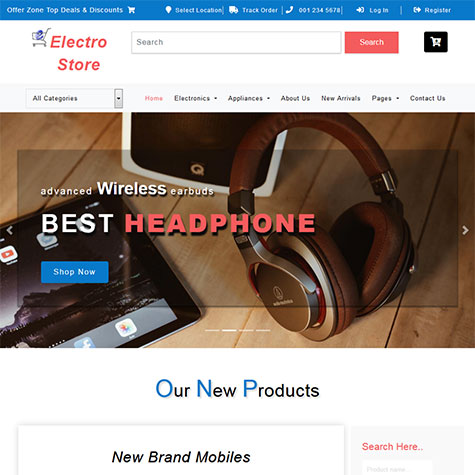 Offer Zone Top Deals & Discounts Select Location Track Order 001 234 5678 Log In Register
Electro
Store
Search Search
All Categories Home Electronics Appliances About Us New Arrivals Pages Contact Us
advanced Wireless earbuds
BEST HEADPHONE
Shop Now
audio-technica
Our New Products
New Brand Mobiles
Search Here..
Product name...